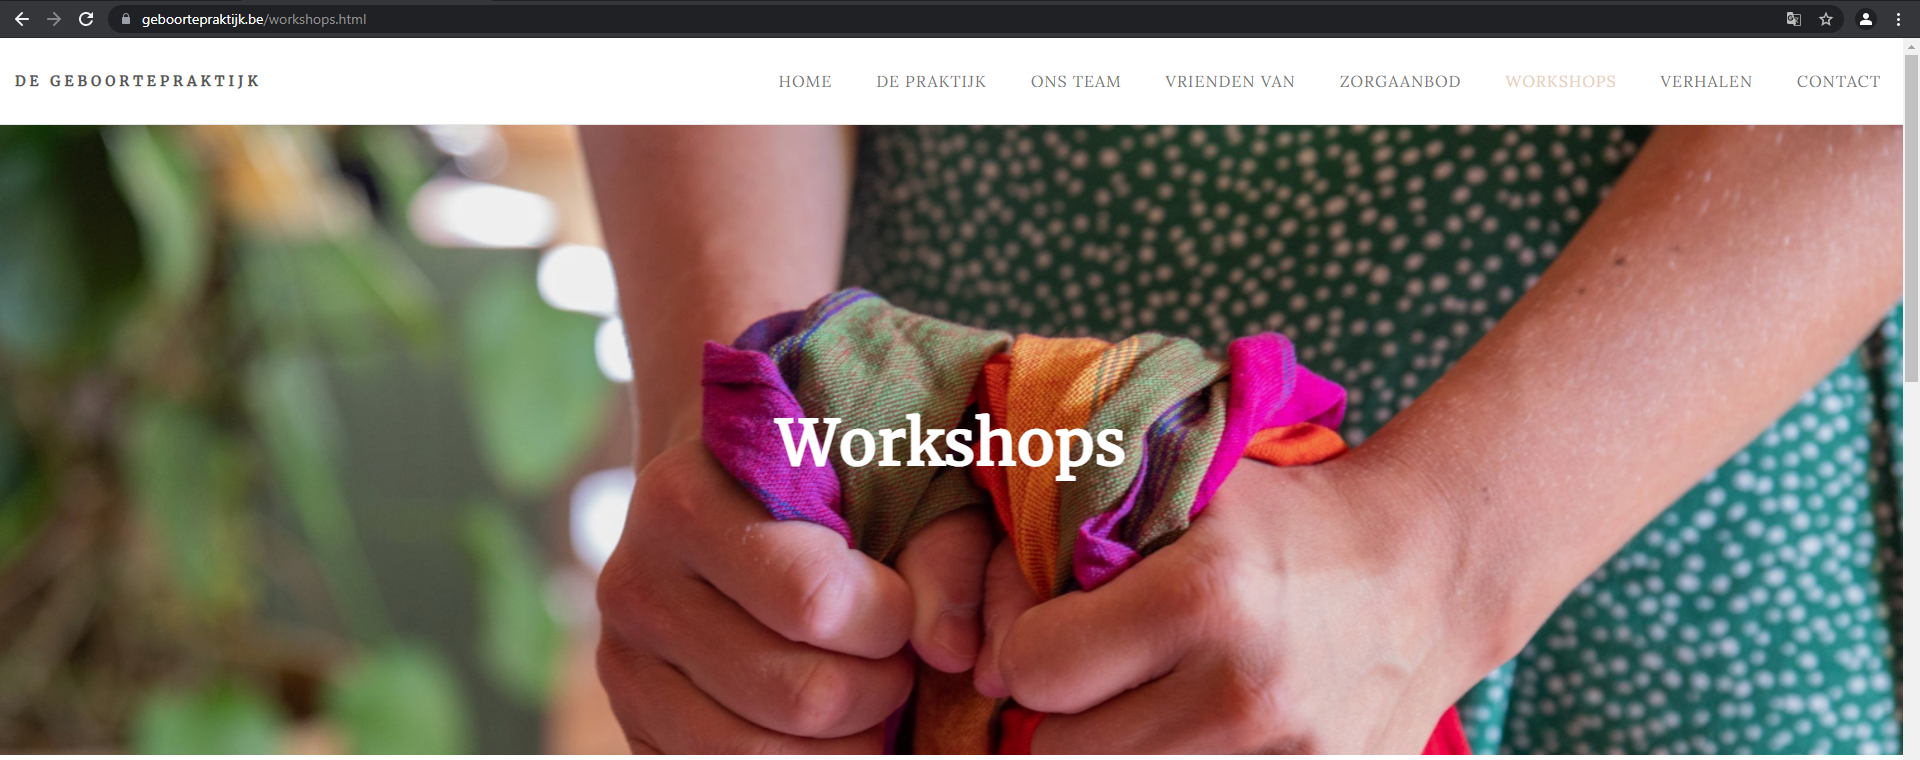 geboortepraktijk.be/workshops.html
DE GEBOORTEPRAKTIJK
HOME DE PRAKTIJK ONS TEAM VRIENDEN VAN ZORGAANBOD WORKSHOPS VERHALEN CONTACT
Workshops